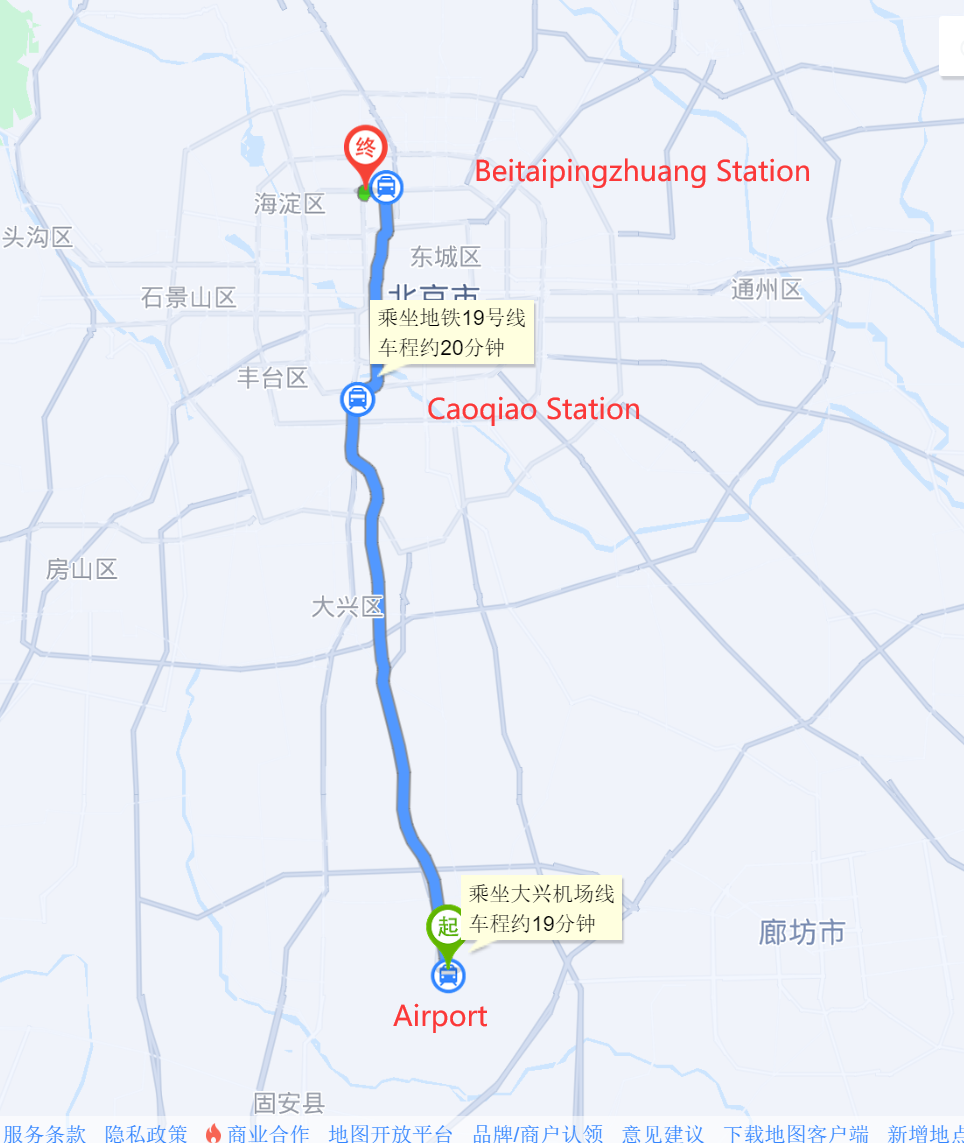 终
Beitaipingzhuang Station
海淀区
头沟区
东城区
石景山区
北京市
通州区
乘坐地铁19号线
车程约20分钟
丰台区
Caoqiao Station
房山区
大兴区
乘坐大兴机场线
车程约19分钟
起
廊坊市
Airport
固安县
服务条款 隐私政策 商业合作 地图开放平台 品牌/商户认领 意见建议 下载地图客户端 新增地点